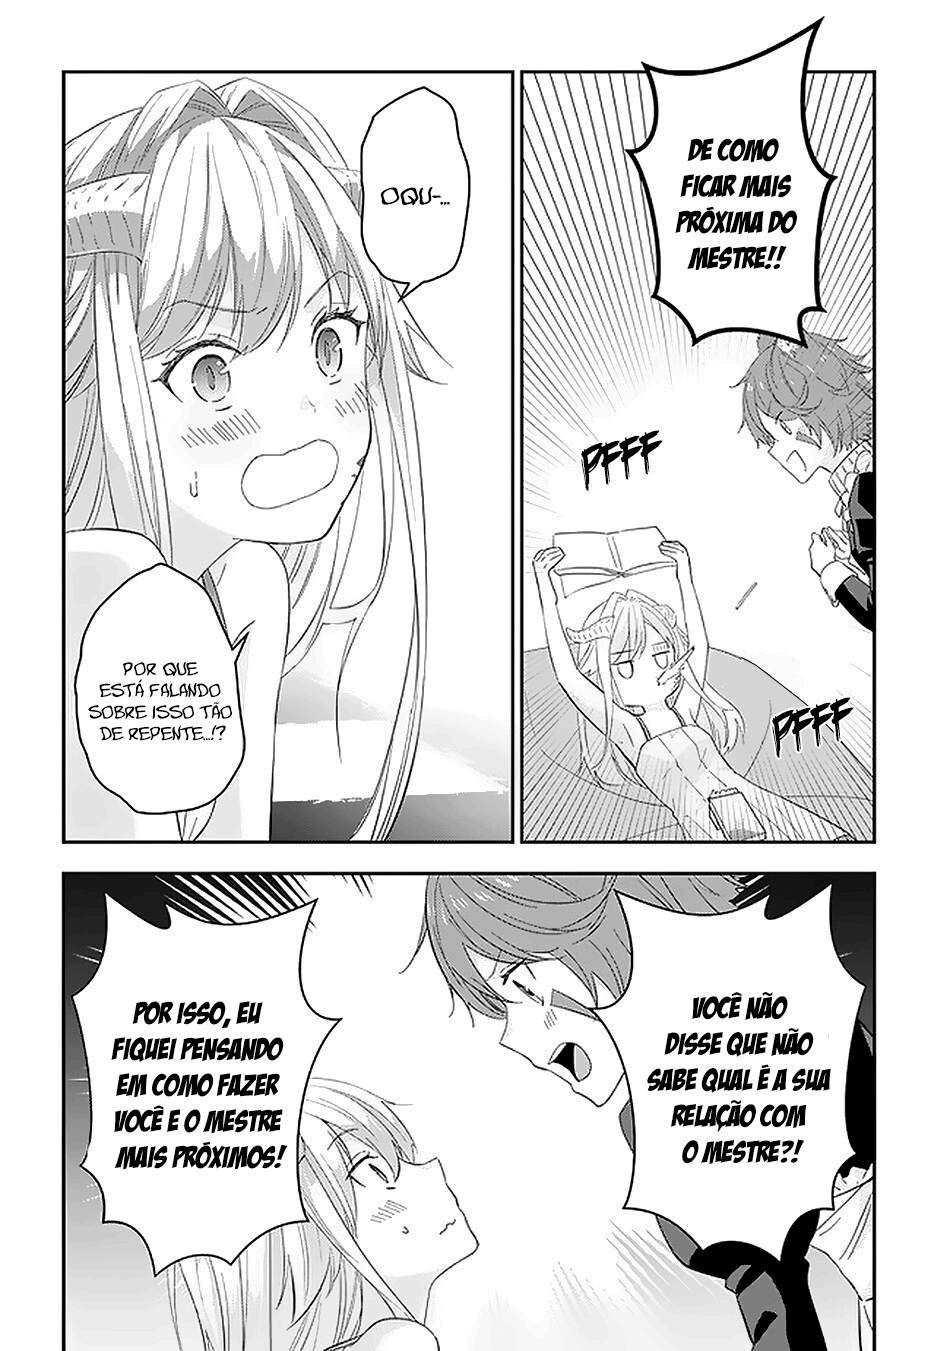 DE COMO
FICAR MAIS
PRÓXIMA DO
MESTRE!!
PFFF
PFFF
OQU-...
POR QUE
ESTÁ FALANDO
SOBRE ISSO TÃO
DE REPENTE...!?
VOCÊ NÃO
DISSE QUE NÃO
SABE QUAL É A SUA
RELAÇÃO COM
O MESTRE?!
POR ISSO, EU
FIQUEI PENSANDO
EM COMO FAZER
VOCÊ E O MESTRE
MAIS PRÓXIMOS!